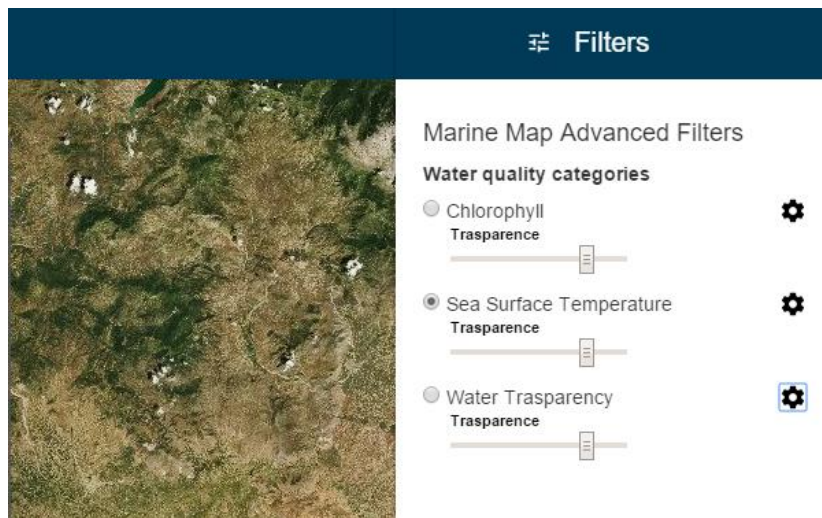 Filters
Marine Map Advanced Filters
Water quality categories
Chlorophyll
Trasparence
Sea Surface Temperature
Trasparence
Water Trasparency
Trasparence